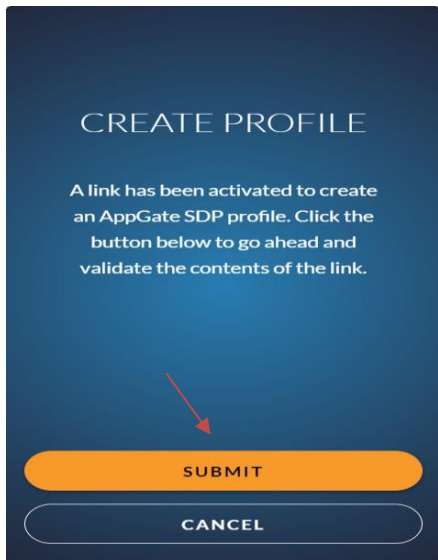 CREATE PROFILE
A link has been activated to create
an AppGate SDP profile. Click the
button below to go ahead and
validate the contents of the link.
SUBMIT
CANCEL